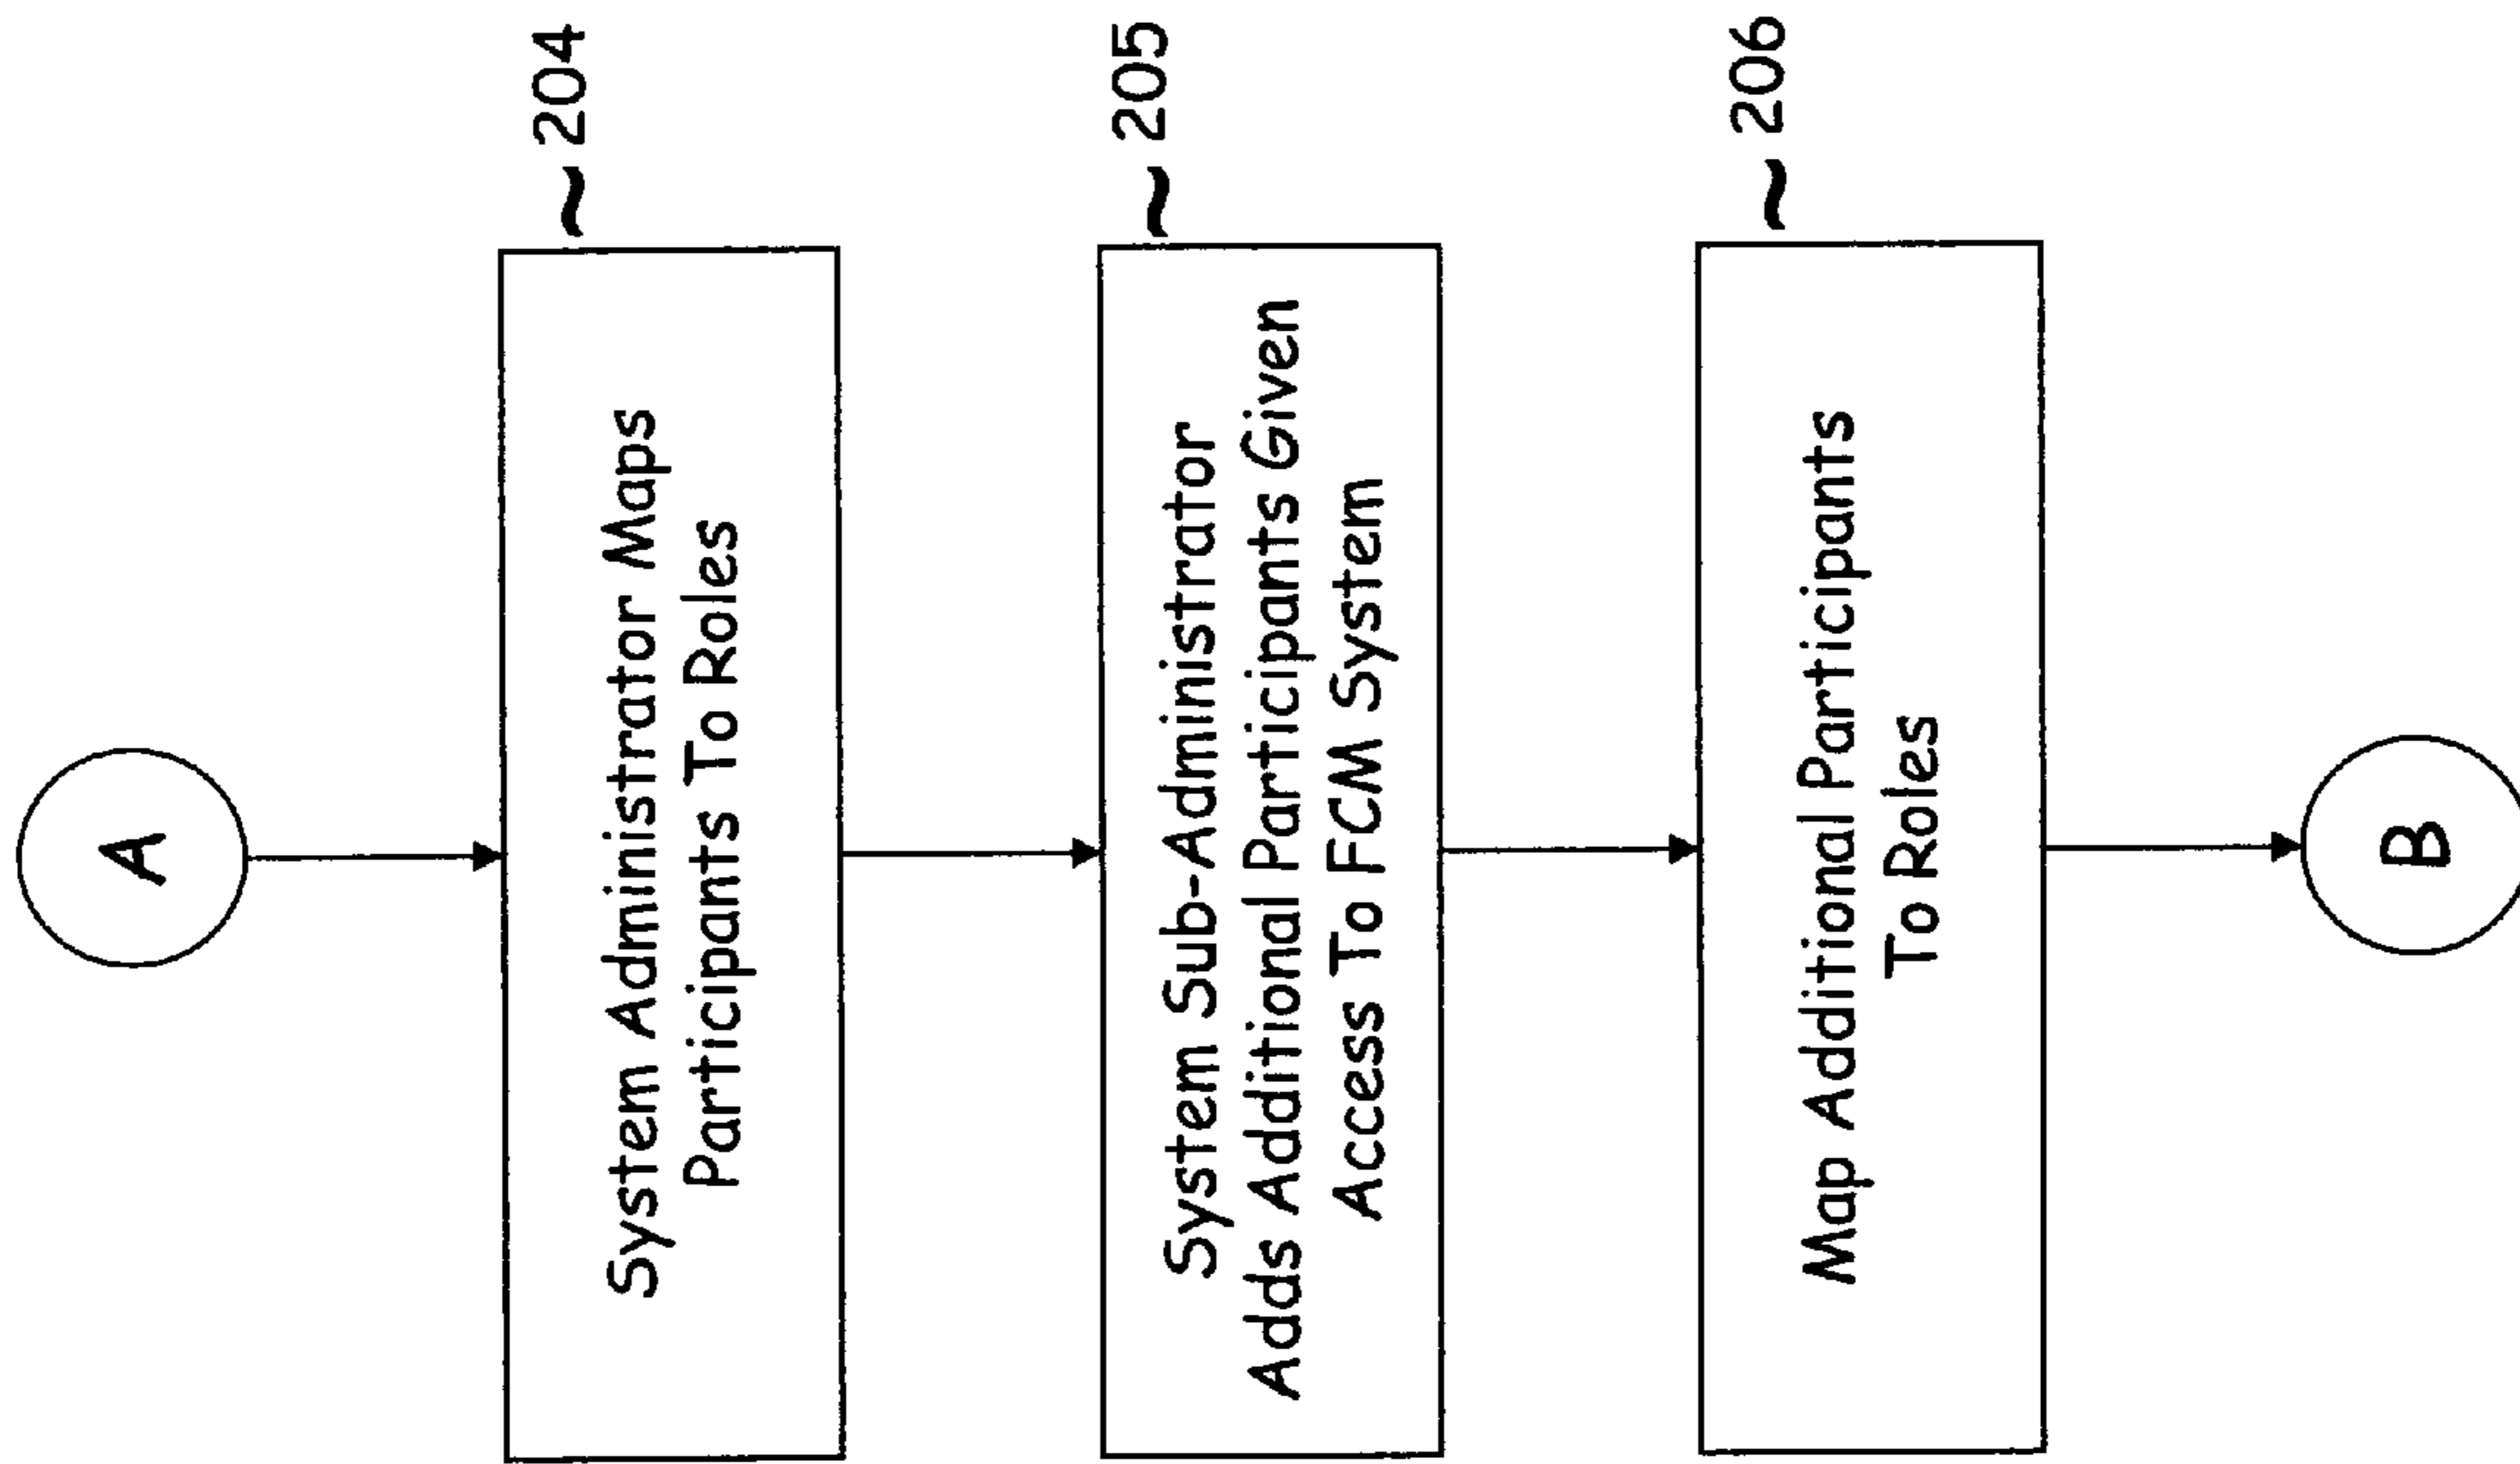 A
System Administrator Maps
Participants To Roles
~ 204
System Sub-Administrator
Adds Additional Participants Given
Access To FCM System
~ 205
Map Additional Participants
To Roles
~ 206
B